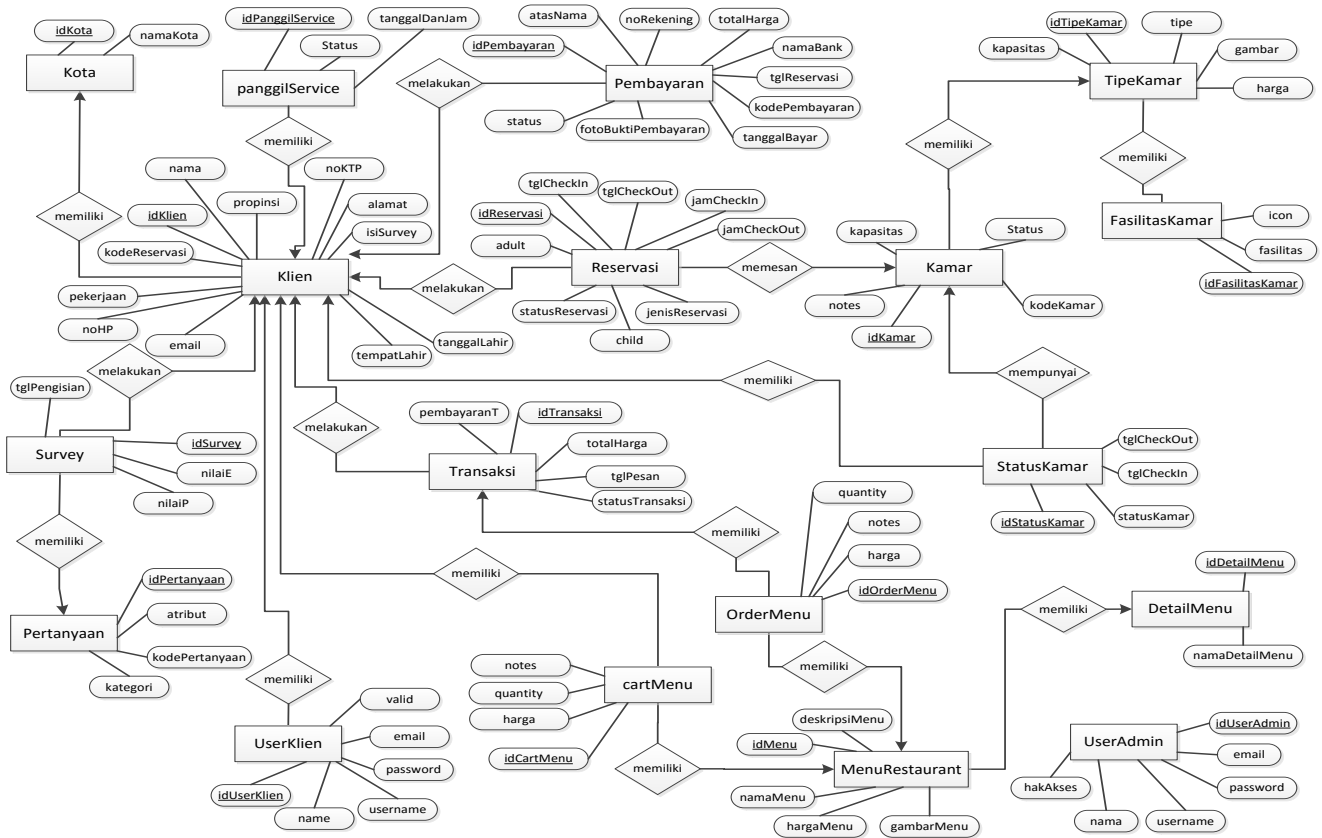 idKota
namaKota
Kota
idPanggilService
tanggalDanJam
Status
panggilService
memiliki
atasNama
noRekening
totalHarga
idPembayaran
namaBank
melakukan
Pembayaran
tglReservasi
kodePembayaran
status
fotoBuktiPembayaran
tanggalBayar
idTipeKamar
tipe
kapasitas
gambar
TipeKamar
harga
memiliki
memiliki
FasilitasKamar
icon
fasilitas
idFasilitasKamar
memiliki
nama
noKTP
propinsi
alamat
idKlien
isiSurvey
kodeReservasi
Klien
pekerjaan
noHP
email
tempatLahir
tanggalLahir
melakukan
tglCheckIn
tglCheckOut
jamCheckIn
idReservasi
jamCheckOut
adult
Reservasi
memesan
statusReservasi
jenisReservasi
child
kapasitas
Status
Kamar
notes
kodeKamar
idKamar
mempunyai
memiliki
melakukan
tglPengisian
Survey
idSurvey
nilaiE
nilaiP
memiliki
idPertanyaan
atribut
Pertanyaan
kodePertanyaan
kategori
melakukan
pembayaranT
idTransaksi
totalHarga
Transaksi
tglPesan
statusTransaksi
tglCheckOut
StatusKamar
tglCheckIn
statusKamar
idStatusKamar
memiliki
quantity
notes
harga
idOrderMenu
OrderMenu
memiliki
memiliki
memiliki
idDetailMenu
DetailMenu
namaDetailMenu
memiliki
valid
UserKlien
email
password
idUserKlien
username
name
notes
quantity
cartMenu
harga
idCartMenu
memiliki
deskripsiMenu
idMenu
MenuRestaurant
namaMenu
hargaMenu
gambarMenu
idUserAdmin
UserAdmin
email
hakAkses
password
nama
username